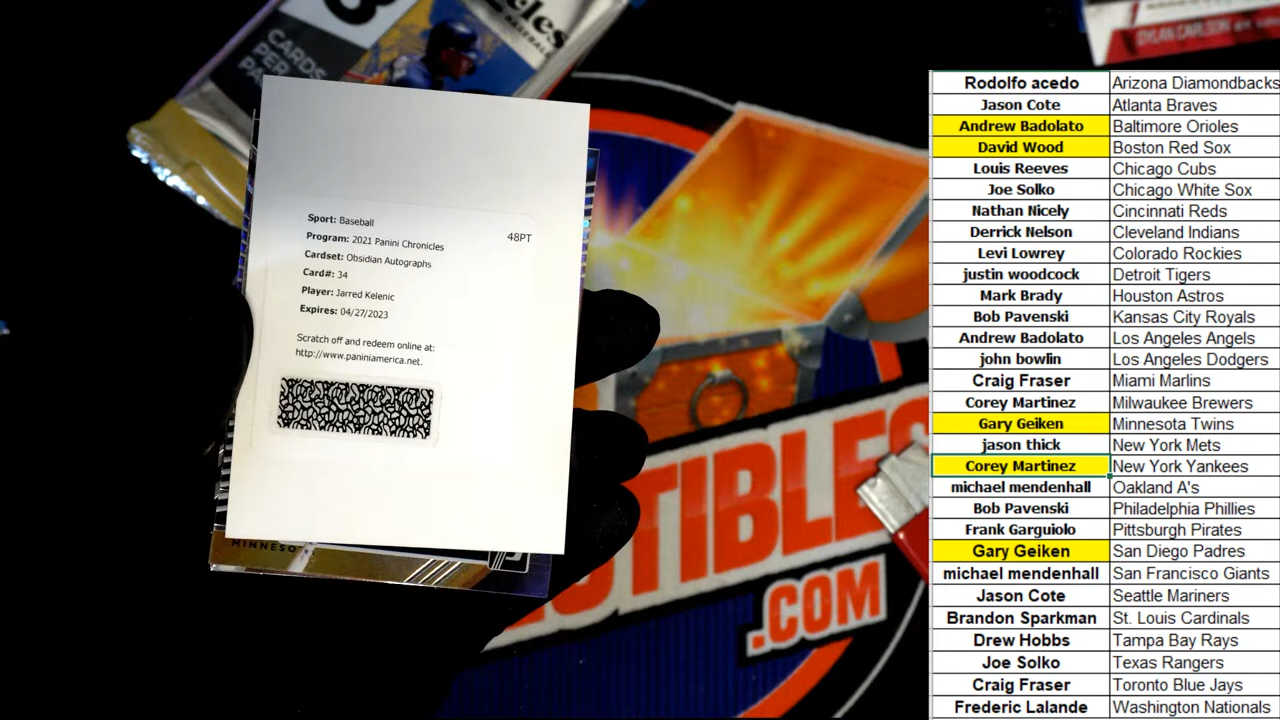 CARDS
PER
DYLAN CARLSON
Sport: Baseball
48PT
Program: 2021 Panini Chronicles
Cardset: Obsidian Autographs
Card#: 34
Player: Jarred Kelenic
Expires: 04/27/2023
Scratch off and redeem online at:
http://www.paniniamerica.net.
TIBLES
.COM
Rodolfo acedo Arizona Diamondbacks
Jason Cote Atlanta Braves
Andrew Badolato Baltimore Orioles
David Wood Boston Red Sox
Louis Reeves Chicago Cubs
Joe Solko Chicago White Sox
Nathan Nicely Cincinnati Reds
Derrick Nelson Cleveland Indians
Levi Lowrey Colorado Rockies
justin woodcock Detroit Tigers
Mark Brady Houston Astros
Bob Pavenski Kansas City Royals
Andrew Badolato Los Angeles Angels
john bowlin Los Angeles Dodgers
Craig Fraser Miami Marlins
Corey Martinez Milwaukee Brewers
Gary Geiken Minnesota Twins
jason thick New York Mets
Corey Martinez New York Yankees
michael mendenhall Oakland A's
Bob Pavenski Philadelphia Phillies
Frank Garguiolo Pittsburgh Pirates
Gary Geiken San Diego Padres
michael mendenhall San Francisco Giants
Jason Cote Seattle Mariners
Brandon Sparkman St. Louis Cardinals
Drew Hobbs Tampa Bay Rays
Joe Solko Texas Rangers
Craig Fraser Toronto Blue Jays
Frederic Lalande Washington Nationals